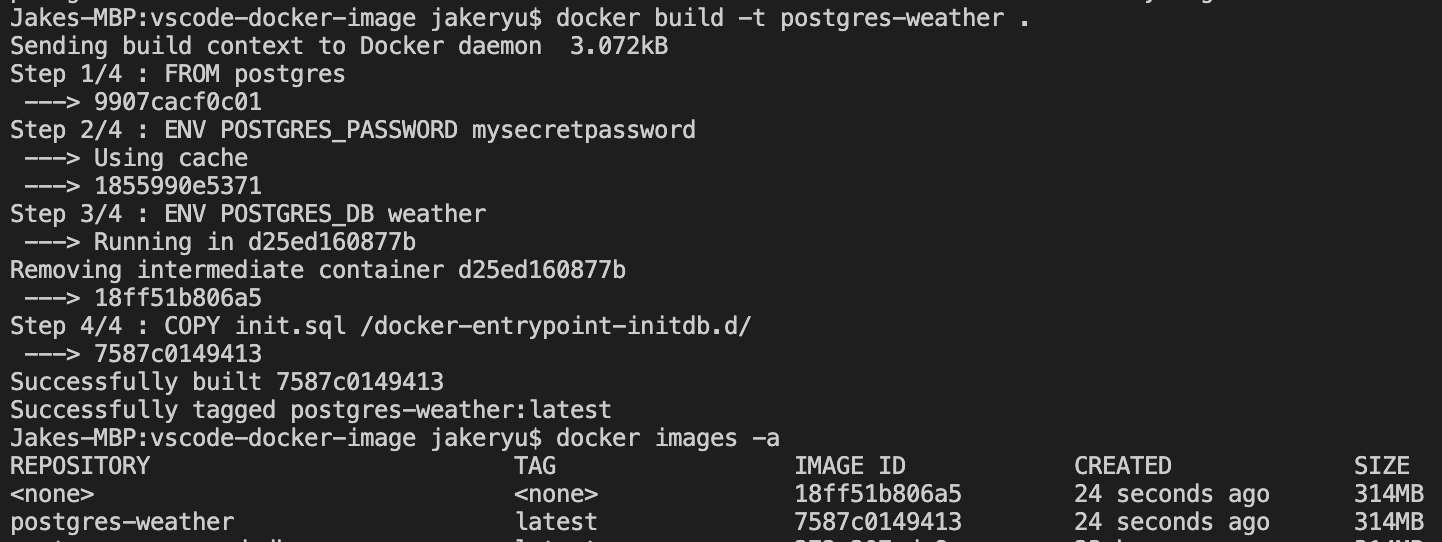 Jakes-MBP:vscode-docker-image jakeryu$ docker build -t postgres-weather .
Sending build context to Docker daemon  3.072kB
Step 1/4 : FROM postgres
 ---> 9907cacf0c01
Step 2/4 : ENV POSTGRES_PASSWORD mysecretpassword
 ---> Using cache
 ---> 1855990e5371
Step 3/4 : ENV POSTGRES_DB weather
 ---> Running in d25ed160877b
Removing intermediate container d25ed160877b
 ---> 18ff51b806a5
Step 4/4 : COPY init.sql /docker-entrypoint-initdb.d/
 ---> 7587c0149413
Successfully built 7587c0149413
Successfully tagged postgres-weather:latest
Jakes-MBP:vscode-docker-image jakeryu$ docker images -a
REPOSITORY TAG IMAGE ID CREATED SIZE
<none> <none> 18ff51b806a5 24 seconds ago 314MB
postgres-weather latest 7587c0149413 24 seconds ago 314MB